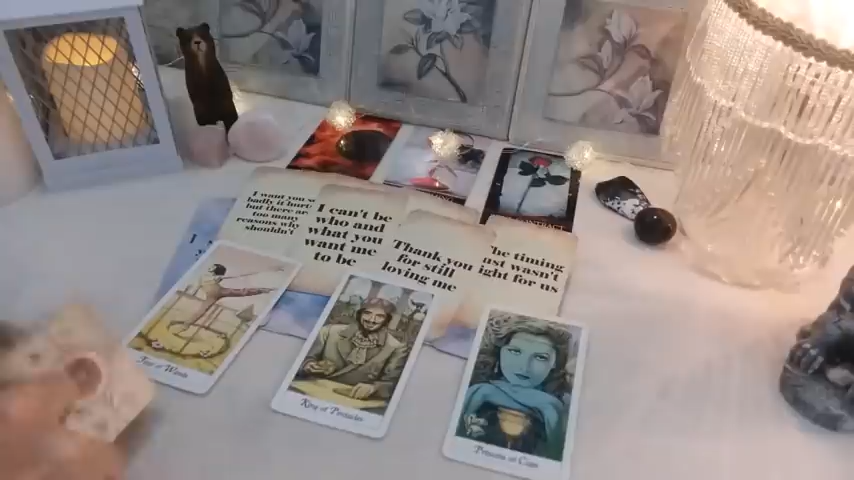 I want you so
badly it hurts
but there are
too many
reasons why
shouldn't
I can't be
who and
what you
want me
to be
Thank you
for still
loving me
The timing
just wasn't
right for us
Four of Wands
King of Pentacles
Princess of Cups